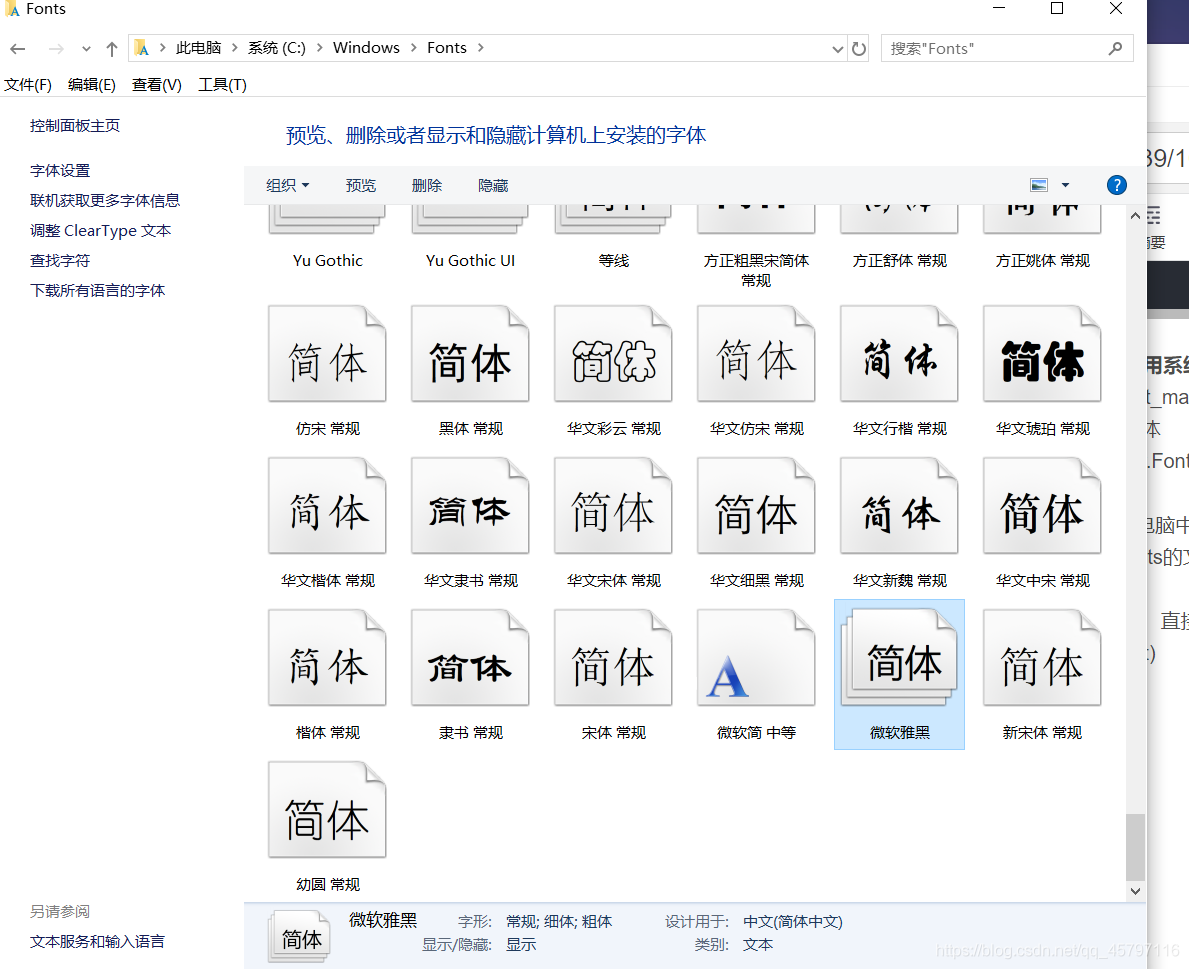 Fonts
此电脑 系统 (C:) Windows Fonts
搜索"Fonts"
文件(F) 编辑(E) 查看(V) 工具(T)
控制面板主页
字体设置
联机获取更多字体信息
调整 ClearType 文本
查找字符
下载所有语言的字体
预览、删除或者显示和隐藏计算机上安装的字体
组织 预览 删除 隐藏
Yu Gothic Yu Gothic UI 等线 方正粗黑宋简体 方正舒体 常规 方正姚体 常规
常规
简体 简体 简体 简体 简体 简体
仿宋 常规 黑体 常规 华文彩云 常规 华文仿宋 常规 华文行楷 常规 华文琥珀 常规
简体 简体 简体 简体 简体 简体
华文楷体 常规 华文隶书 常规 华文宋体 常规 华文细黑 常规 华文新魏 常规 华文中宋 常规
简体 简体 简体 A 简体 简体
楷体 常规 隶书 常规 宋体 常规 微软简 中等 微软雅黑 新宋体 常规
简体
幼圆 常规
另请参阅
文本服务和输入语言
简体
微软雅黑 字形: 常规; 细体; 粗体 设计用于: 中文(简体中文)
显示/隐藏: 显示 类别: 文本
39/1
要
用系统
t_ma
体
.Font
电脑中
ts的文
直接
)
https://blog.csdn.net/qq_45797116